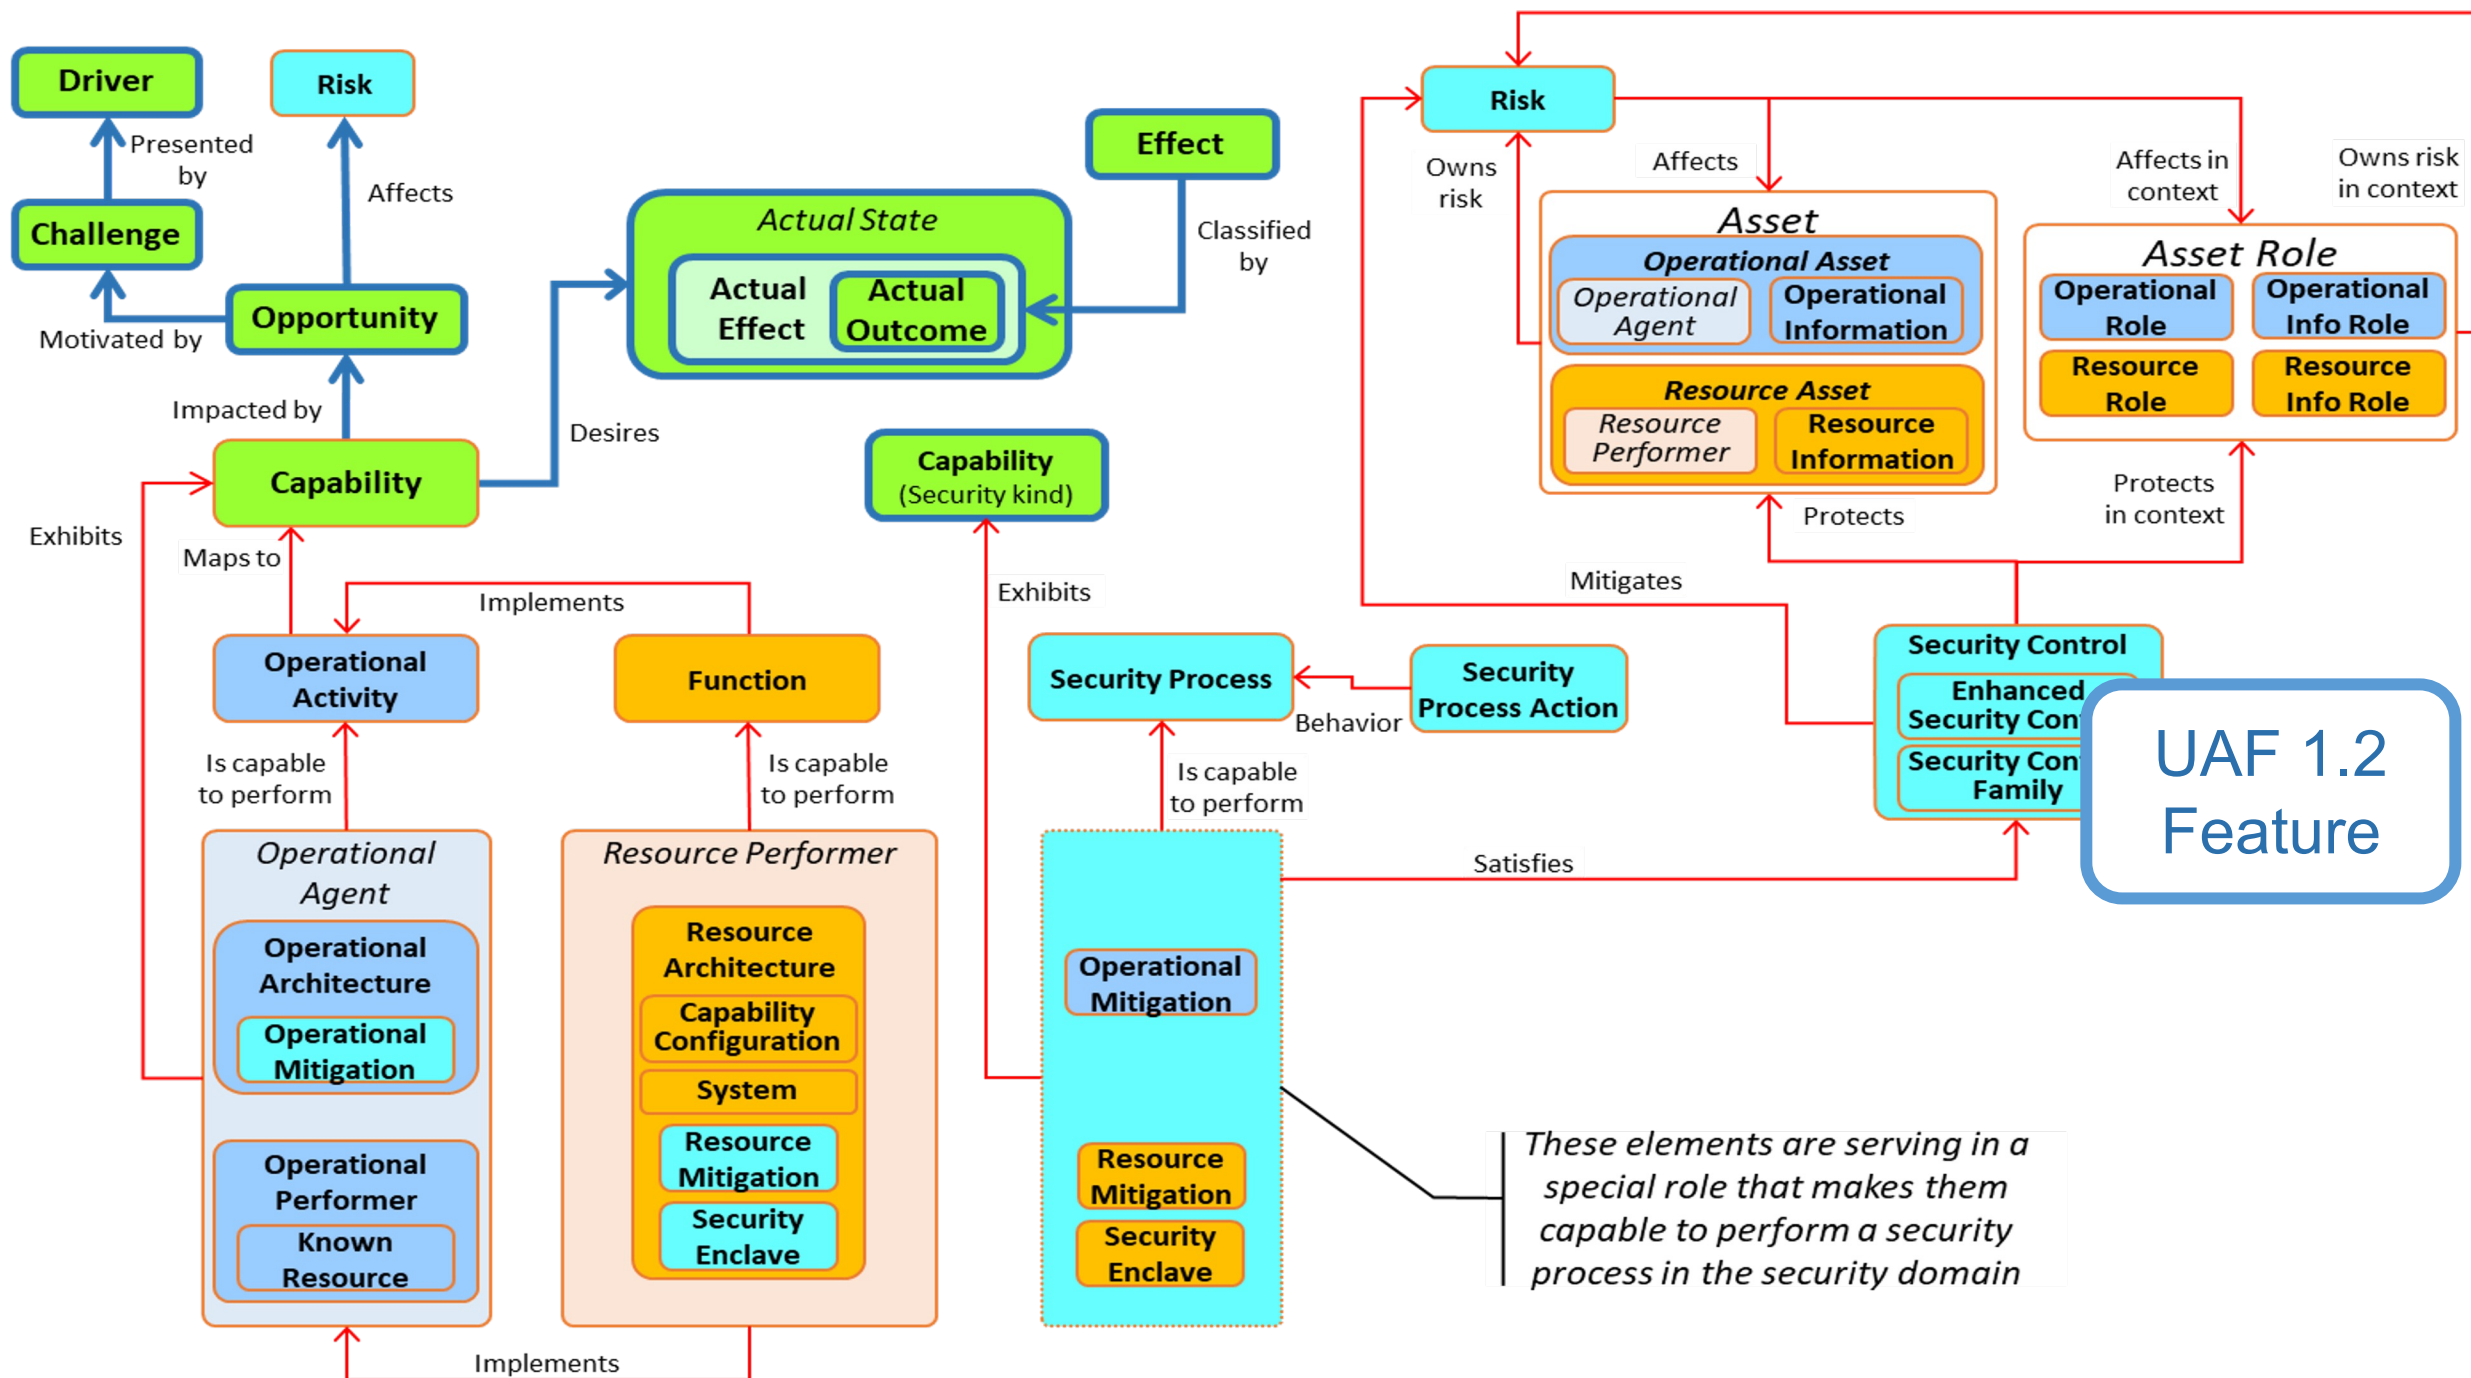 Driver
Risk
Presented
by
Affects
Challenge
Motivated by
Opportunity
Impacted by
Capability
Desires
Exhibits
Maps to
Actual State
Actual
Effect
Actual
Outcome
Effect
Classified
by
Capability
(Security kind)
Exhibits
Implements
Operational
Activity
Function
Is capable
to perform
Is capable
to perform
Operational
Agent
Operational
Architecture
Operational
Mitigation
Operational
Performer
Known
Resource
Resource Performer
Resource
Architecture
Capability
Configuration
System
Resource
Mitigation
Security
Enclave
Implements
Security Process
Security
Process Action
Behavior
Is capable
to perform
Operational
Mitigation
Resource
Mitigation
Security
Enclave
Satisfies
These elements are serving in a
special role that makes them
capable to perform a security
process in the security domain
Risk
Owns
risk
Affects
Affects in
context
Owns risk
in context
Asset
Operational Asset
Operational
Agent
Operational
Information
Resource Asset
Resource
Performer
Resource
Information
Asset Role
Operational
Role
Operational
Info Role
Resource
Role
Resource
Info Role
Protects
Protects
in context
Mitigates
Security Control
Enhanced
Security
Security
Family
UAF 1.2
Feature